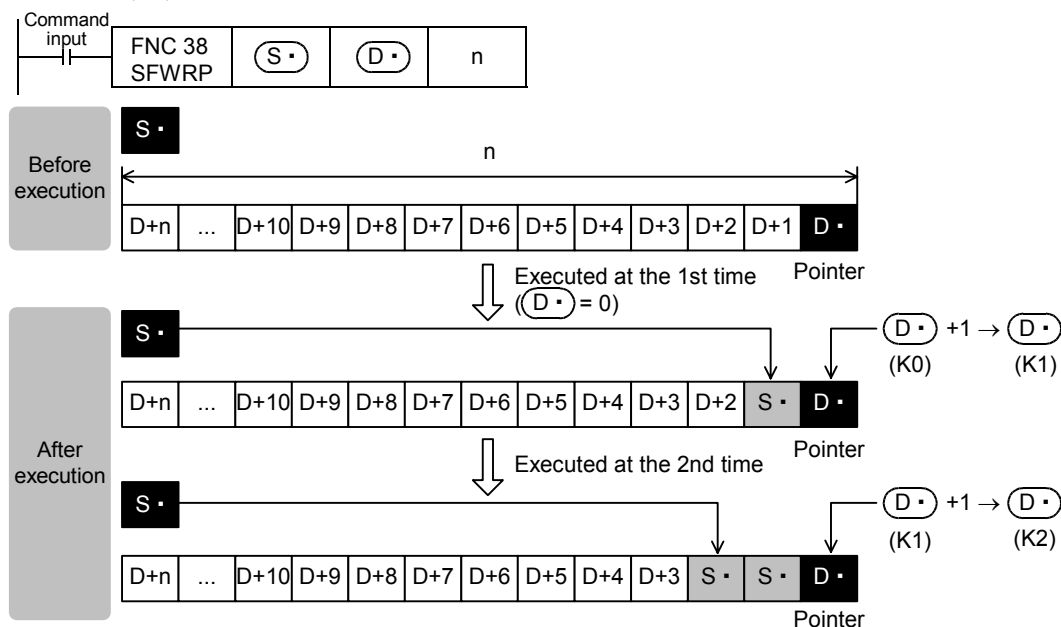 Command
input
FNC 38
SFWRP
S・
D・
n
Before
execution
S・
n
D+n ... D+10 D+9 D+8 D+7 D+6 D+5 D+4 D+3 D+2 D+1 D・
Pointer
Executed at the 1st time
(D・ = 0)
After
execution
S・
D・ +1 → D・
(K0) (K1)
D+n ... D+10 D+9 D+8 D+7 D+6 D+5 D+4 D+3 D+2 S・ D・
Pointer
Executed at the 2nd time
S・
D・ +1 → D・
(K1) (K2)
D+n ... D+10 D+9 D+8 D+7 D+6 D+5 D+4 D+3 S・ S・ D・
Pointer